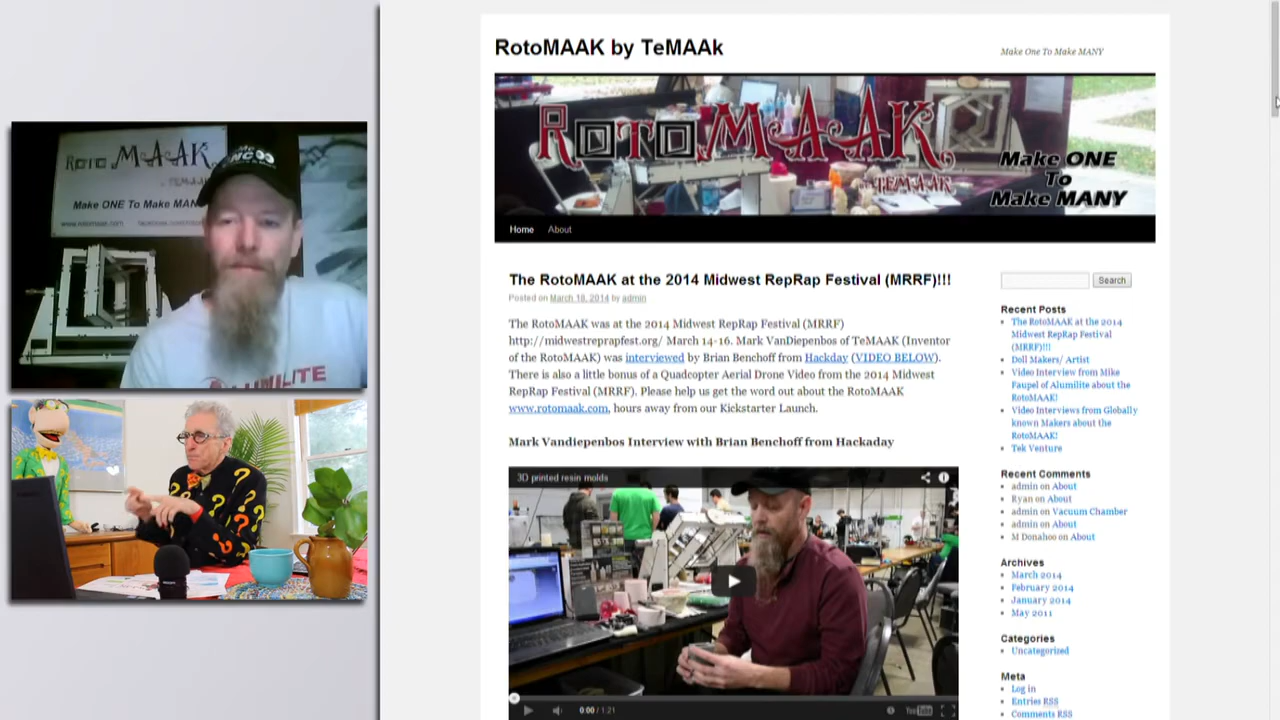 RotoMAAK by TeMAAk
Make One To Make MANY
ROTOMAAK
by TEMAAK
Make ONE
To
Make MANY
Home About
The RotoMAAK at the 2014 Midwest RepRap Festival (MRRF)!!!
Posted on March 18, 2014 by admin
The RotoMAAK was at the 2014 Midwest RepRap Festival (MRRF)
http://midwestreprapfest.org/ March 14-16. Mark VanDiepenbos of TeMAAK (Inventor
of the RotoMAAK) was interviewed by Brian Benchoff from Hackday (VIDEO BELOW).
There is also a little bonus of a Quadcopter Aerial Drone Video from the 2014 Midwest
RepRap Festival (MRRF). Please help us get the word out about the RotoMAAK
www.rotomaak.com, hours away from our Kickstarter Launch.
Mark Vandiepenbos Interview with Brian Benchoff from Hackaday
3D printed resin molds
0:00 / 1:21
YouTube
Search
Recent Posts
The RotoMAAK at the 2014
Midwest RepRap Festival
(MRRF)!!!
Doll Makers/ Artist
Video Interview from Mike
Paupel of Alumilite about the
RotoMAAK!
Video Interviews from Globally
known Makers about the
RotoMAAK!
Tek Venture
Recent Comments
admin on About
Ryan on About
admin on Vacuum Chamber
admin on About
M Donahoo on About
Archives
March 2014
February 2014
January 2014
May 2011
Categories
Uncategorized
Meta
Log in
Entries RSS
Comments RSS
ROTOMAAK
by TEMAAK
Make ONE To Make MAN
www.rotomaak.com
ALUMILITE